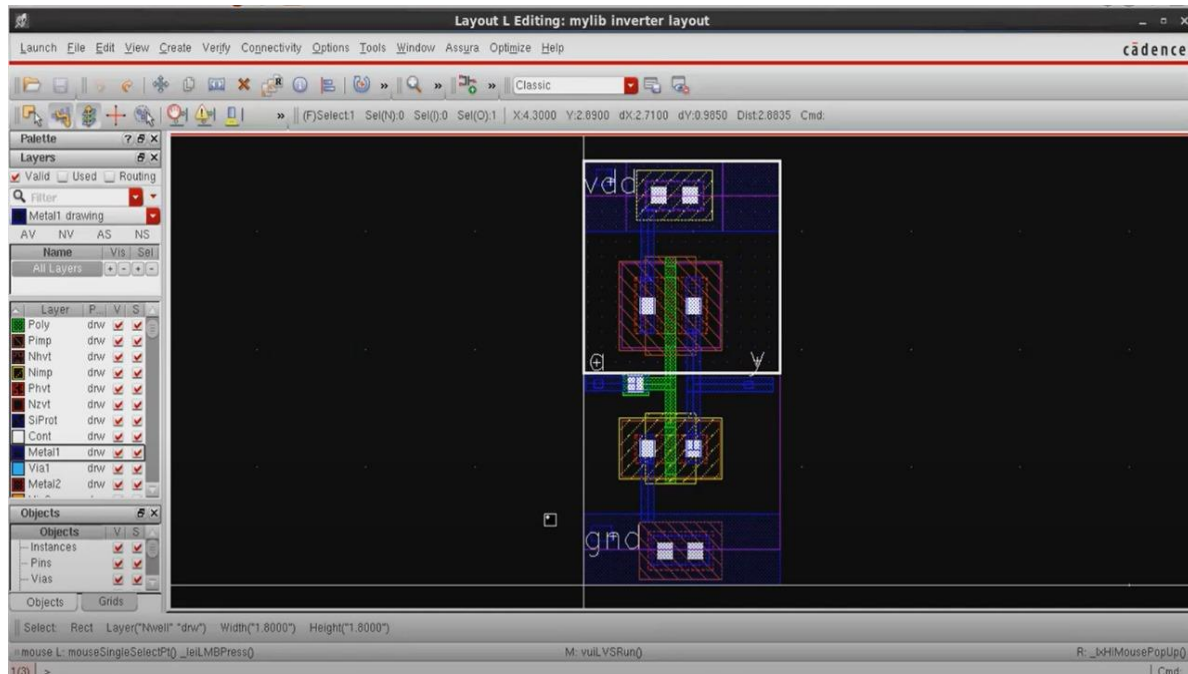 Layout L Editing: mylib inverter layout
Launch File Edit View Create Verify Connectivity Options Tools Window Assura Optimize Help
cādence
» » » Classic
» (F)Select:1 Sel(N):0 Sel(I):0 Sel(O):1 X:4.3000 Y:2.8900 dX:2.7100 dY:0.9850 Dist:2.8835 Cmd:
Palette
Layers
Valid Used Routing
Filter
Metal1 drawing
AV NV AS NS
Name Vis Sel
All Layers
Layer P... V S
Poly drw
Pimp drw
Nhvt drw
Nimp drw
Phvt drw
Nzvt drw
SiProt drw
Cont drw
Metal1 drw
Via1 drw
Metal2 drw
Objects
Objects V S
Instances
Pins
Vias
Objects Grids
vdd
a y
gnd
Select: Rect Layer("Nwell" "drw") Width("1.8000") Height("1.8000")
mouse L: mouseSingleSelectPt() _leiLMBPress() M: vuiLVSRun() R: _lxHiMousePopUp()
1(3) > Cmd: